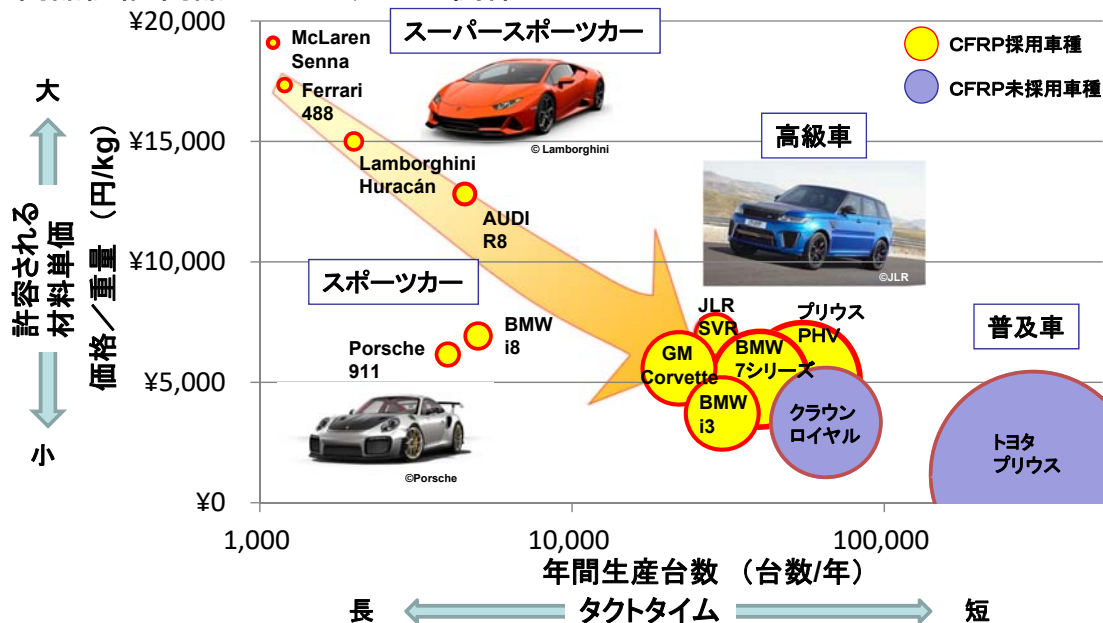 ¥20,000
¥15,000
¥10,000
¥5,000
¥0
大
小
許容される
材料単価
価格／重量 （円/kg）
McLaren
Senna
Ferrari
488
Lamborghini
Huracán
AUDI
R8
スーパースポーツカー
© Lamborghini
CFRP採用車種
CFRP未採用車種
高級車
©JLR
スポーツカー
BMW
i8
Porsche
911
©Porsche
普及車
JLR
SVR
プリウス
PHV
GM
Corvette
BMW
7シリーズ
BMW
i3
クラウン
ロイヤル
トヨタ
プリウス
1,000
10,000
100,000
年間生産台数 （台数/年）
長
タクトタイム
短